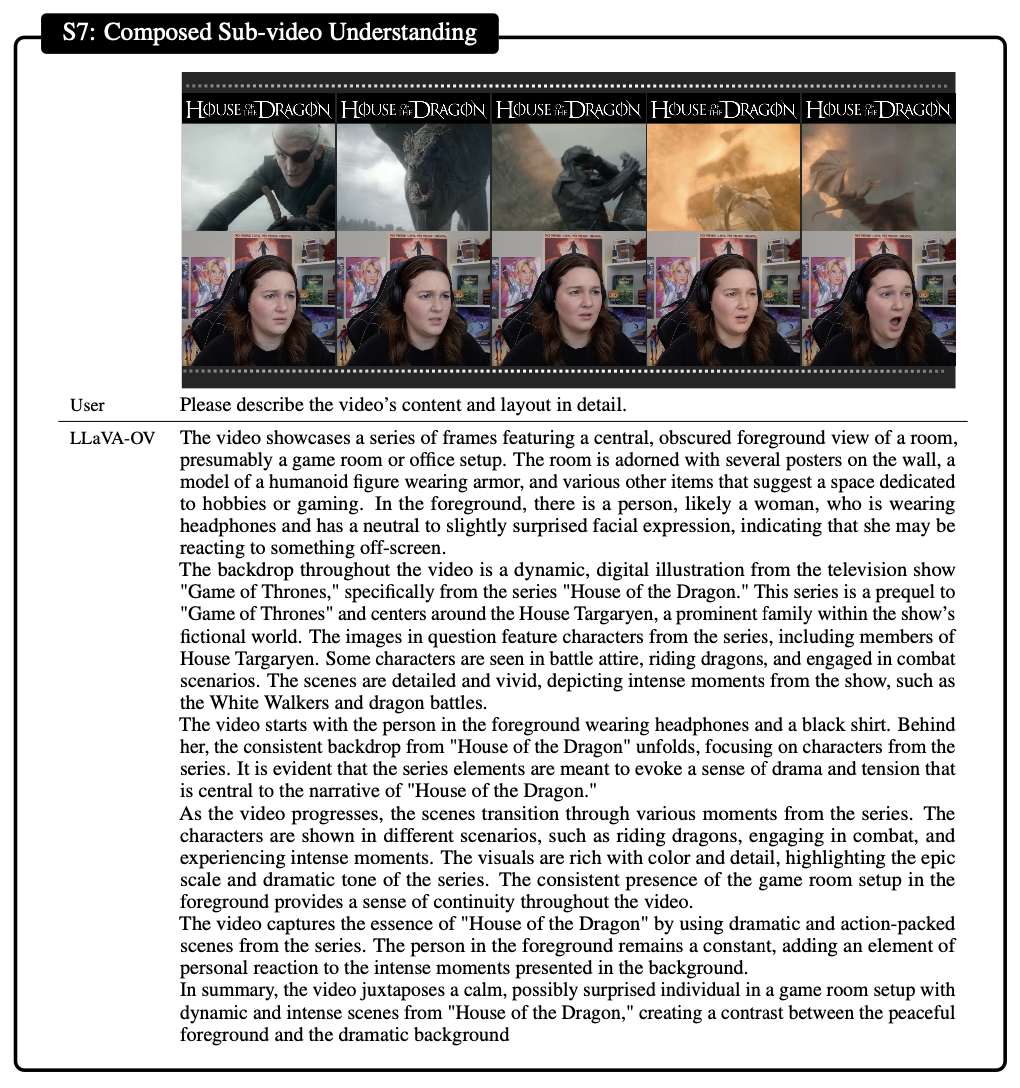 S7: Composed Sub-video Understanding
HOUSE OF THE DRAGON HOUSE OF THE DRAGON HOUSE OF THE DRAGON HOUSE OF THE DRAGON HOUSE OF THE DRAGON
User Please describe the video’s content and layout in detail.
LLaVA-OV The video showcases a series of frames featuring a central, obscured foreground view of a room,
presumably a game room or office setup. The room is adorned with several posters on the wall, a
model of a humanoid figure wearing armor, and various other items that suggest a space dedicated
to hobbies or gaming. In the foreground, there is a person, likely a woman, who is wearing
headphones and has a neutral to slightly surprised facial expression, indicating that she may be
reacting to something off-screen.
The backdrop throughout the video is a dynamic, digital illustration from the television show
"Game of Thrones," specifically from the series "House of the Dragon." This series is a prequel to
"Game of Thrones" and centers around the House Targaryen, a prominent family within the show’s
fictional world. The images in question feature characters from the series, including members of
House Targaryen. Some characters are seen in battle attire, riding dragons, and engaged in combat
scenarios. The scenes are detailed and vivid, depicting intense moments from the show, such as
the White Walkers and dragon battles.
The video starts with the person in the foreground wearing headphones and a black shirt. Behind
her, the consistent backdrop from "House of the Dragon" unfolds, focusing on characters from the
series. It is evident that the series elements are meant to evoke a sense of drama and tension that
is central to the narrative of "House of the Dragon."
As the video progresses, the scenes transition through various moments from the series. The
characters are shown in different scenarios, such as riding dragons, engaging in combat, and
experiencing intense moments. The visuals are rich with color and detail, highlighting the epic
scale and dramatic tone of the series. The consistent presence of the game room setup in the
foreground provides a sense of continuity throughout the video.
The video captures the essence of "House of the Dragon" by using dramatic and action-packed
scenes from the series. The person in the foreground remains a constant, adding an element of
personal reaction to the intense moments presented in the background.
In summary, the video juxtaposes a calm, possibly surprised individual in a game room setup with
dynamic and intense scenes from "House of the Dragon," creating a contrast between the peaceful
foreground and the dramatic background